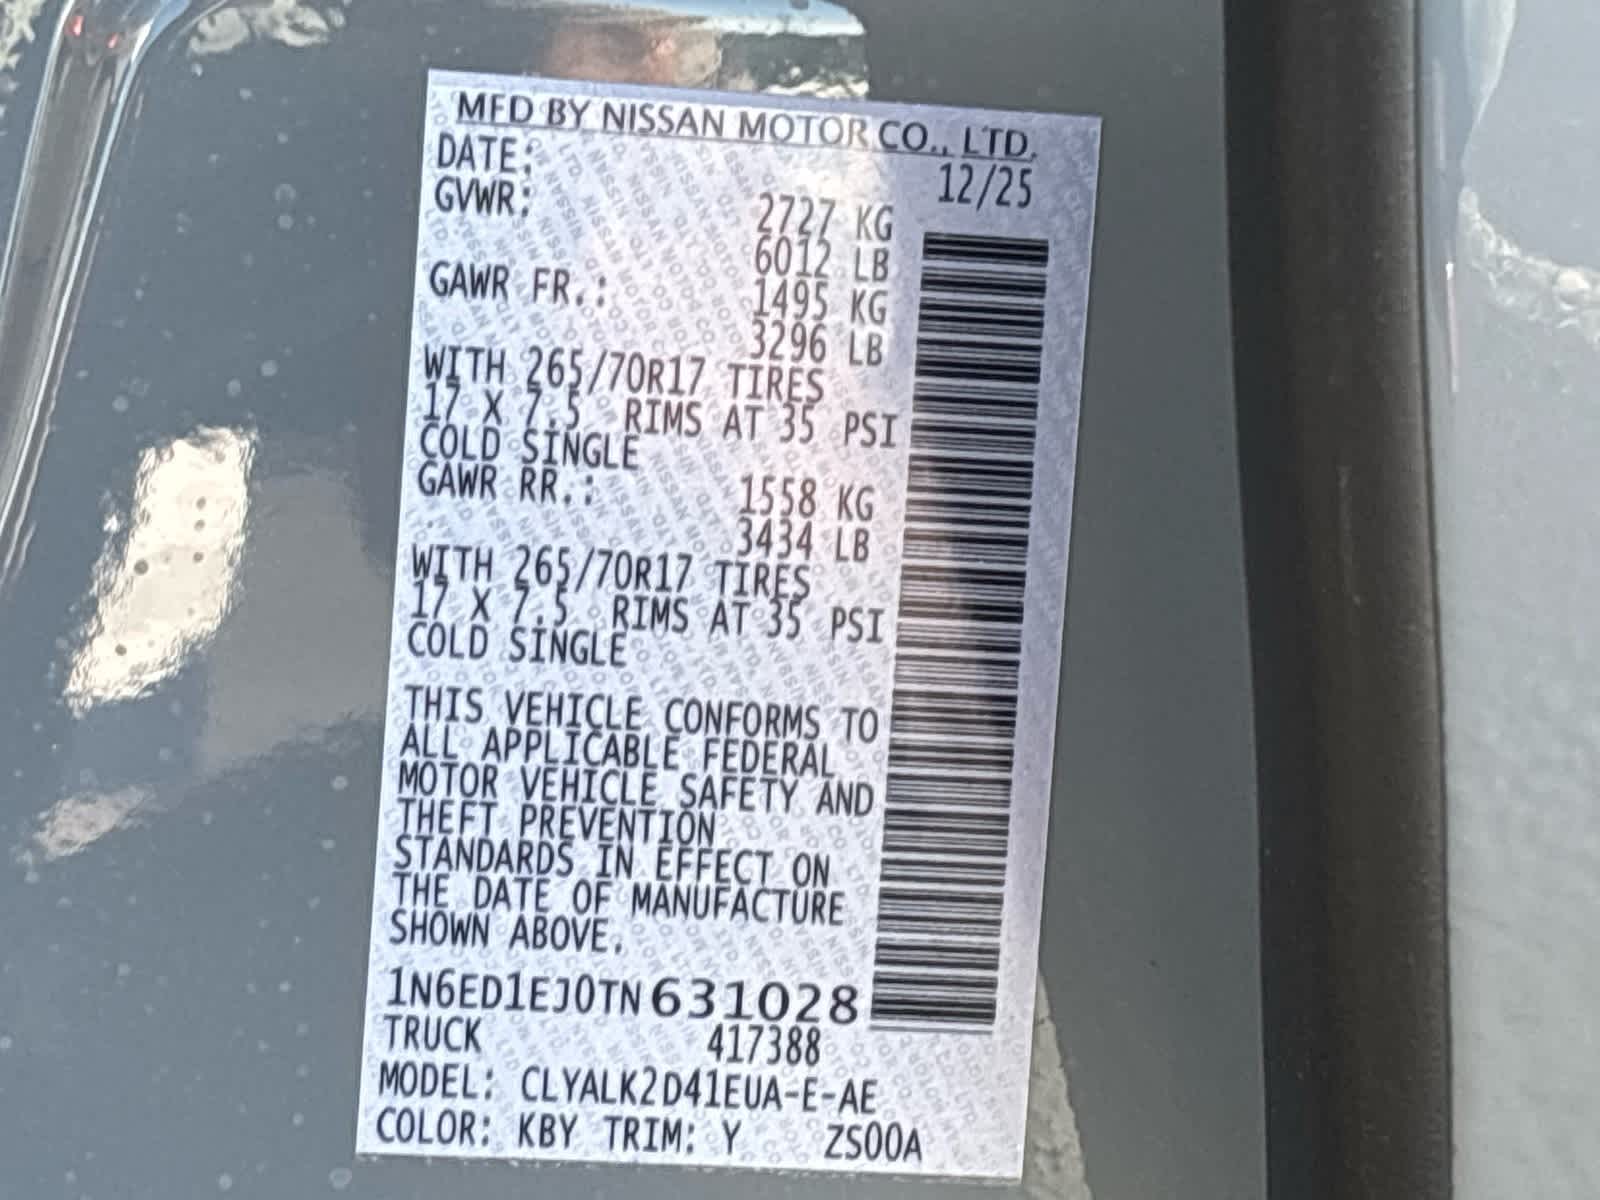 MFD BY NISSAN MOTOR CO., LTD.
DATE: 12/25
GVWR: 2727 KG
6012 LB
GAWR FR.: 1495 KG
3296 LB
WITH 265/70R17 TIRES
17 X 7.5 RIMS AT 35 PSI
COLD SINGLE
GAWR RR.: 1558 KG
3434 LB
WITH 265/70R17 TIRES
17 X 7.5 RIMS AT 35 PSI
COLD SINGLE
THIS VEHICLE CONFORMS TO
ALL APPLICABLE FEDERAL
MOTOR VEHICLE SAFETY AND
THEFT PREVENTION
STANDARDS IN EFFECT ON
THE DATE OF MANUFACTURE
SHOWN ABOVE.
1N6ED1EJ0TN631028
TRUCK 417388
MODEL: CLYALK2D41EUA-E-AE
COLOR: KBY TRIM: Y ZS00A